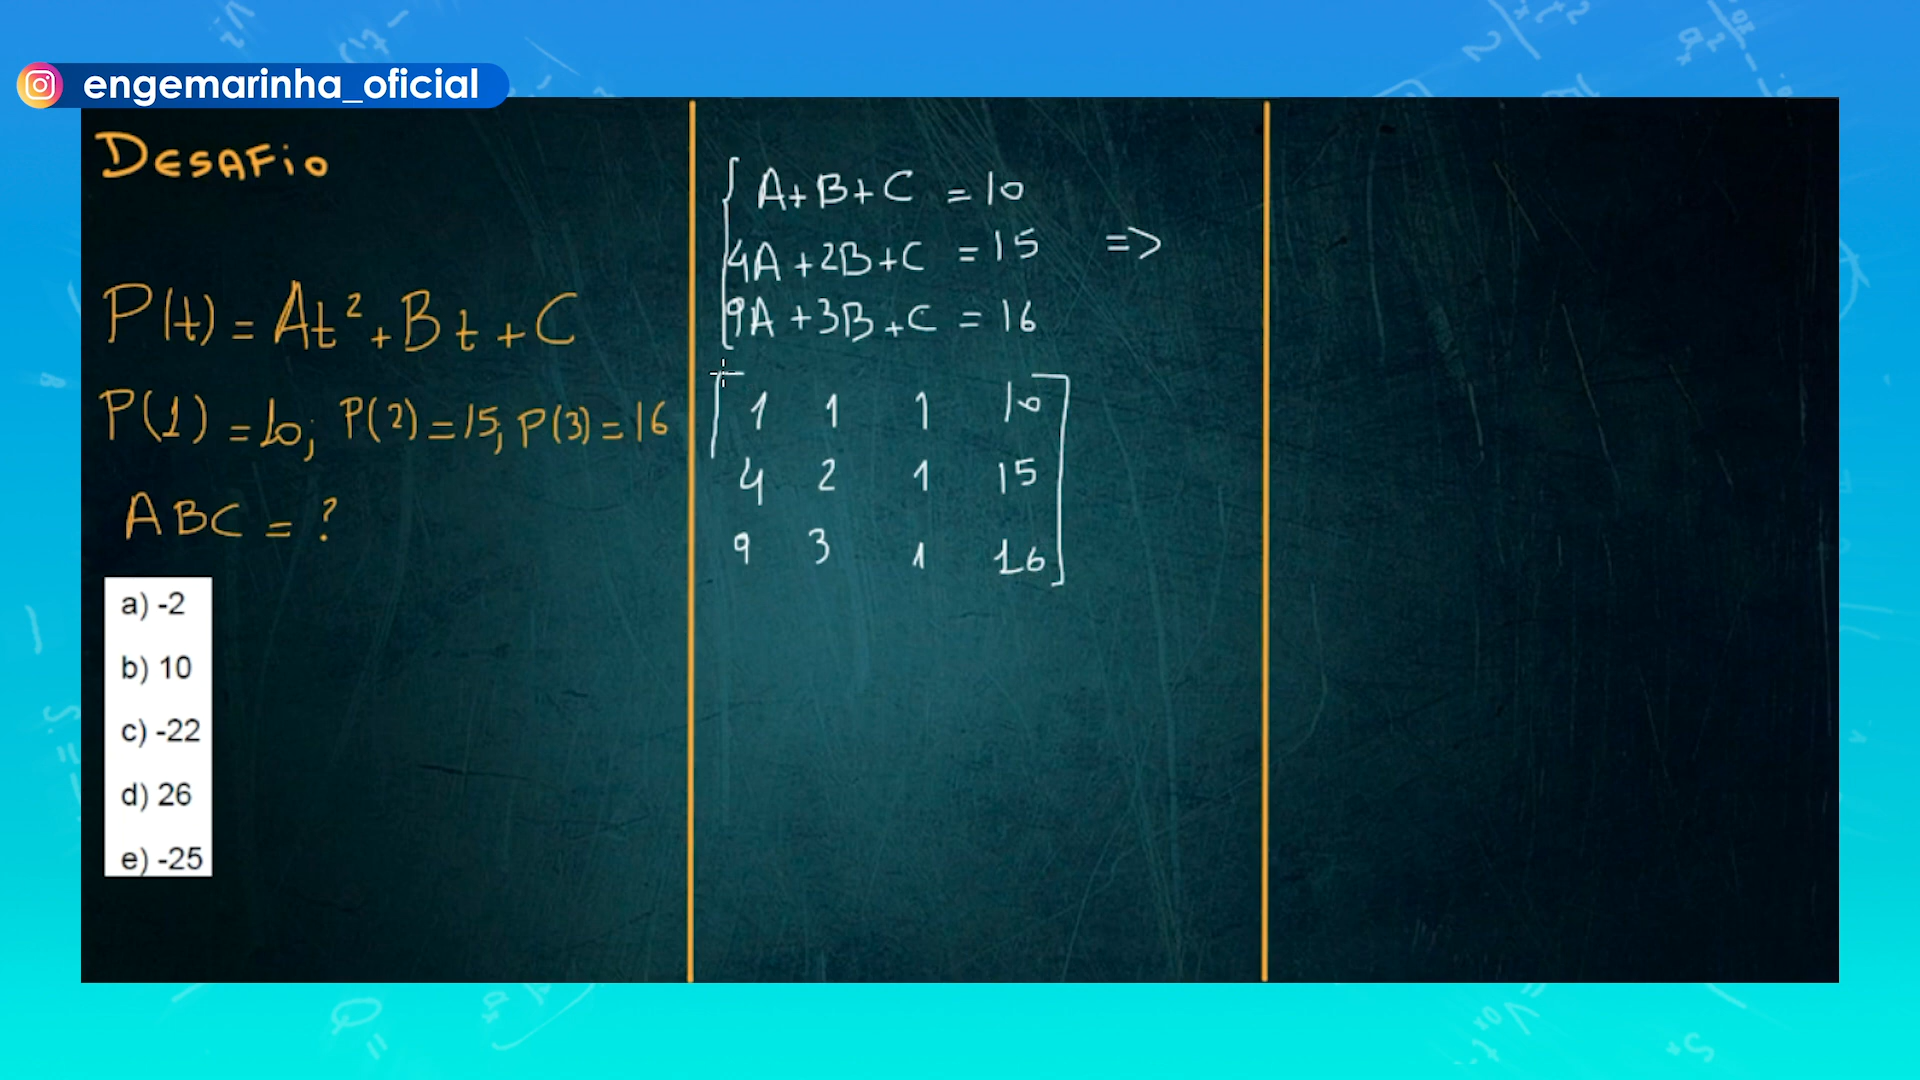 engemarinha_oficial
DESAFiO
P(t) = At² + Bt + C
P(1) = 10; P(2) = 15; P(3) = 16
ABC = ?
a) -2
b) 10
c) -22
d) 26
e) -25
A + B + C = 10
4A + 2B + C = 15 =>
9A + 3B + C = 16
1 1 1 10
4 2 1 15
9 3 1 16